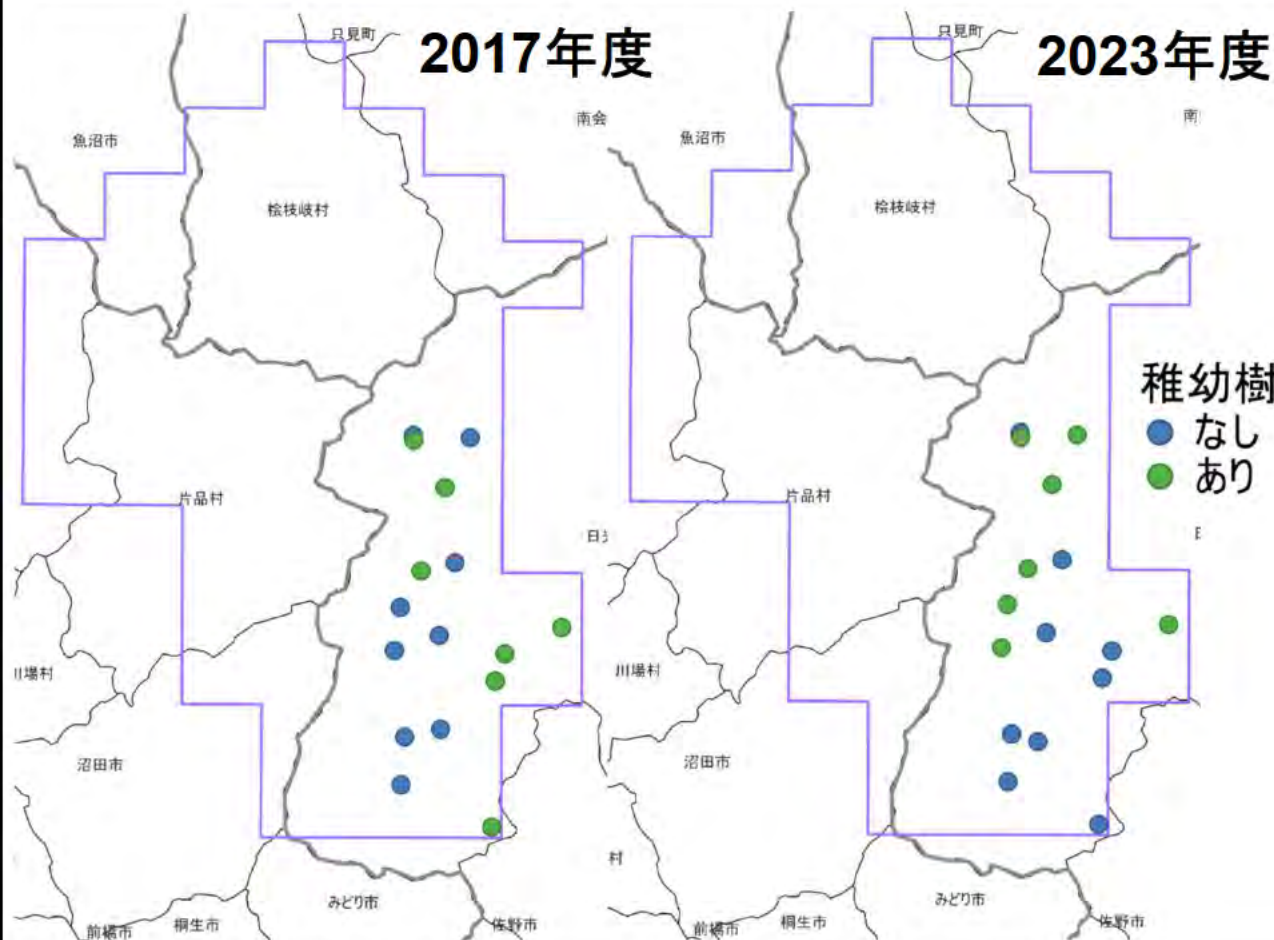 2017年度
只見町
魚沼市
南会
桧枝岐村
片品村
日
川場村
沼田市
みどり市
前橋市
桐生市
佐野市
2023年度
只見町
魚沼市
南
桧枝岐村
稚幼樹
なし
あり
片品村
川場村
沼田市
村
みどり市
前橋市
桐生市
佐野市